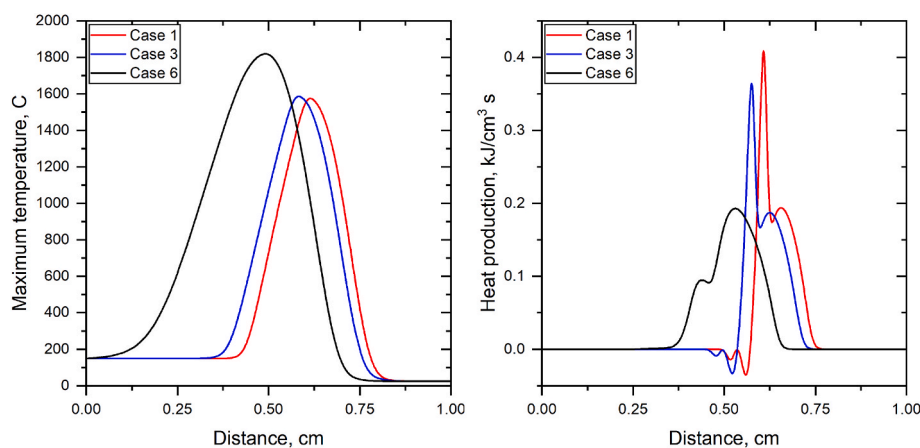 2000
1800
1600
1400
1200
1000
800
600
400
200
0
Maximum temperature, C
Case 1
Case 3
Case 6
0.00
0.25
0.50
0.75
1.00
Distance, cm
0.4
0.3
0.2
0.1
0.0
Heat production, kJ/cm³ s
Case 1
Case 3
Case 6
0.00
0.25
0.50
0.75
1.00
Distance, cm